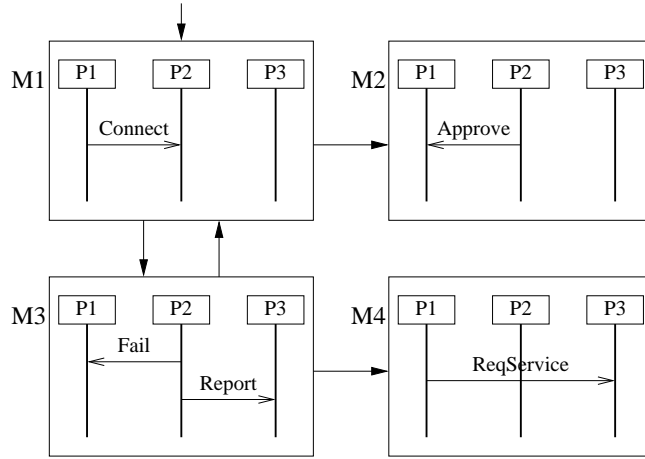 M1 P1 P2 P3
Connect
M2 P1 P2 P3
Approve
M3 P1 P2 P3
Fail
Report
M4 P1 P2 P3
ReqService